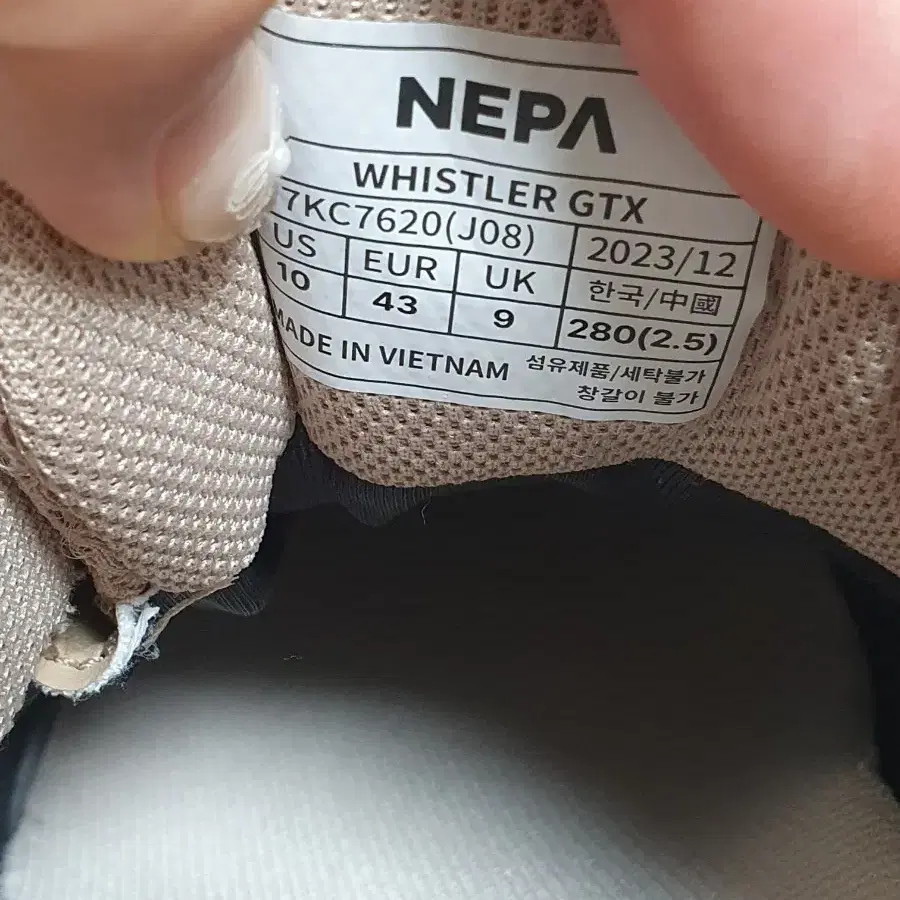 NEPA
WHISTLER GTX
7KC7620(J08) 2023/12
US EUR UK 한국/中國
10 43 9 280(2.5)
MADE IN VIETNAM 섬유제품/세탁불가
창갈이 불가